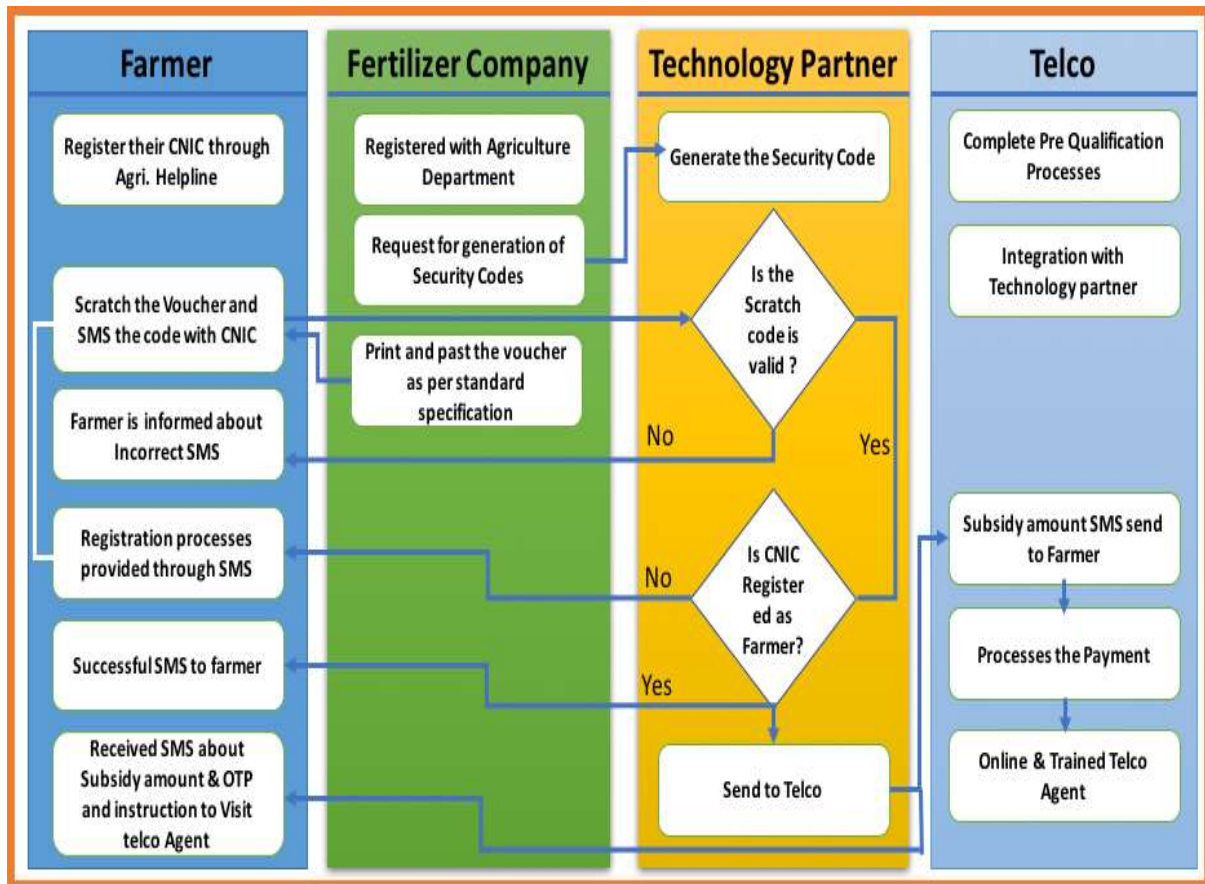 Farmer
Register their CNIC through
Agri. Helpline
Scratch the Voucher and
SMS the code with CNIC
Farmer is informed about
Incorrect SMS
Registration processes
provided through SMS
Successful SMS to farmer
Received SMS about
Subsidy amount & OTP
and instruction to Visit
telco Agent
Fertilizer Company
Registered with Agriculture
Department
Request for generation of
Security Codes
Print and past the voucher
as per standard
specification
Technology Partner
Generate the Security Code
Is the
Scratch
code is
valid ?
No
Yes
Is CNIC
Register
ed as
Farmer?
No
Yes
Send to Telco
Telco
Complete Pre Qualification
Processes
Integration with
Technology partner
Subsidy amount SMS send
to Farmer
Processes the Payment
Online & Trained Telco
Agent